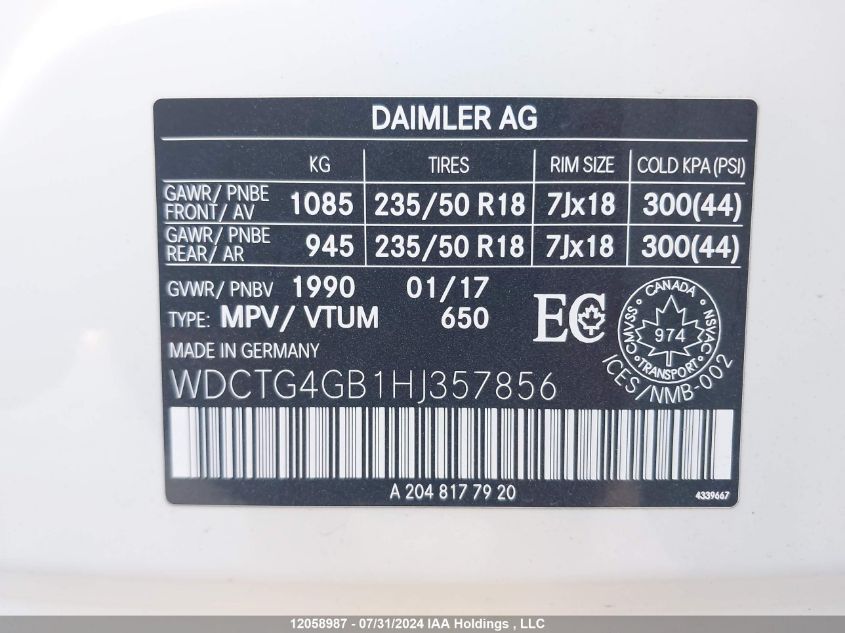 DAIMLER AG
KG TIRES RIM SIZE COLD KPA (PSI)
GAWR/ PNBE FRONT/ AV 1085 235/50 R18 7Jx18 300(44)
GAWR/ PNBE REAR/ AR 945 235/50 R18 7Jx18 300(44)
GVWR/ PNBV 1990 01/17
TYPE: MPV/ VTUM 650
EC
CANADA
CMVSS 974 NSVAC
TRANSPORT
ICES/NMB-002
MADE IN GERMANY
WDCTG4GB1HJ357856
A 204 817 79 20
4339667
12058987 - 07/31/2024 IAA Holdings , LLC